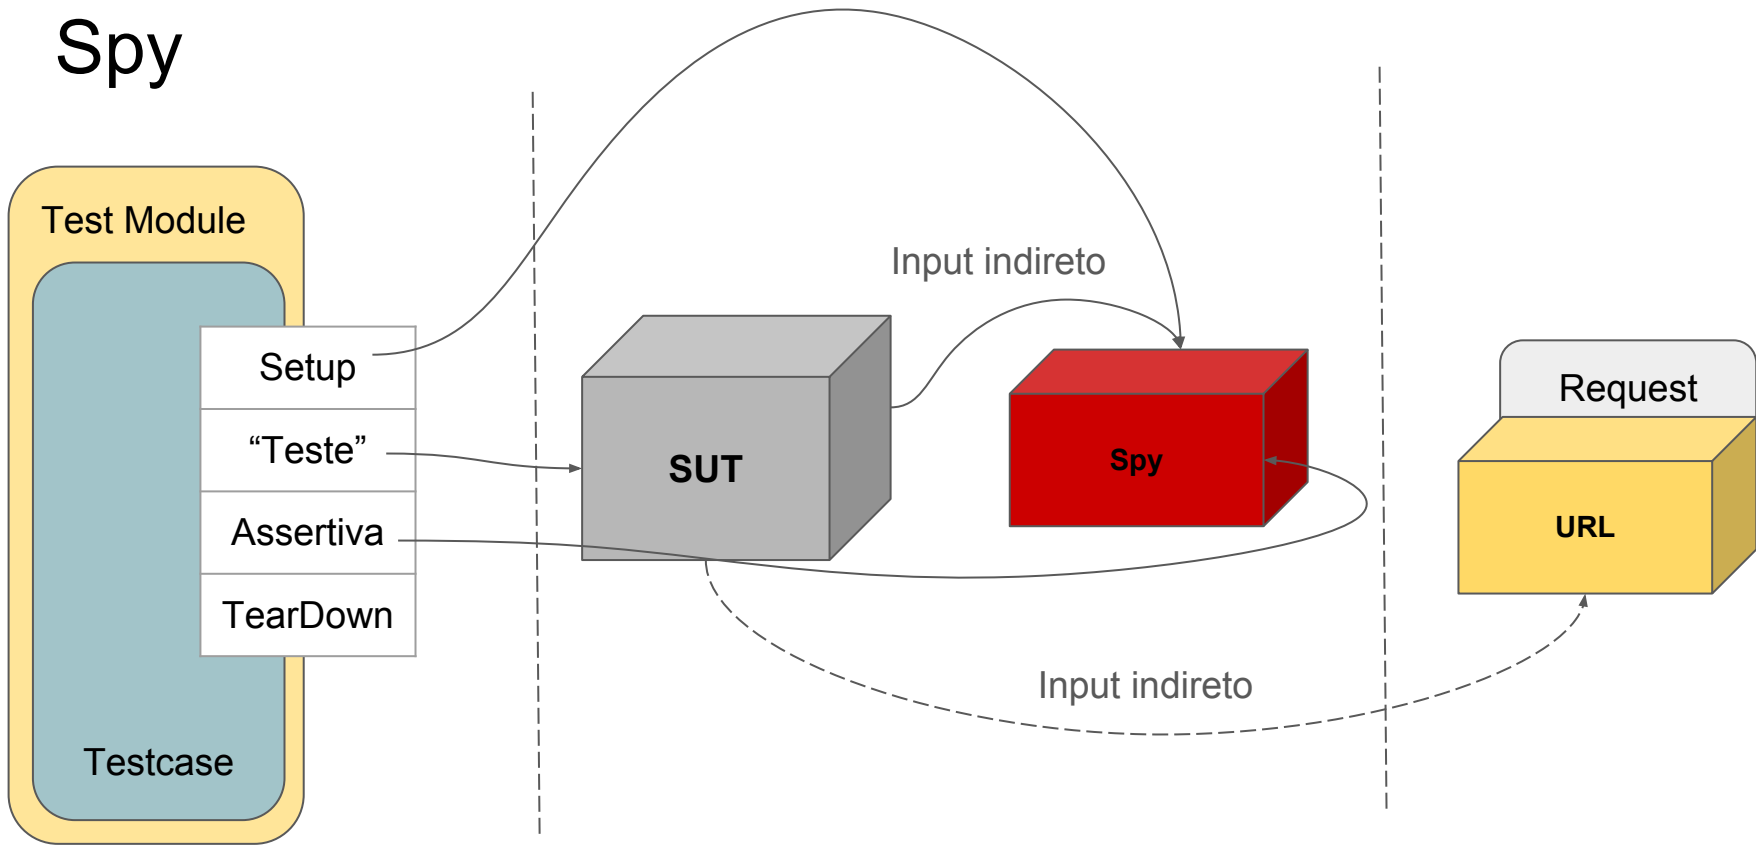 Spy
Test Module
Setup
“Teste”
Assertiva
TearDown
Testcase
Input indireto
SUT
Spy
Input indireto
Request
URL